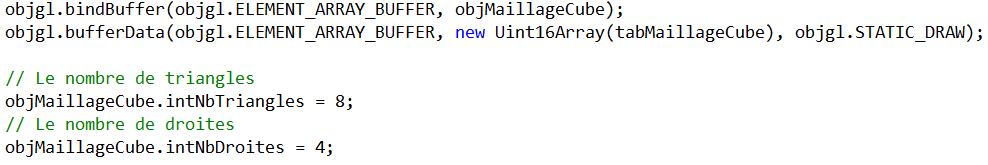 objgl.bindBuffer(objgl.ELEMENT_ARRAY_BUFFER, objMaillageCube);
objgl.bufferData(objgl.ELEMENT_ARRAY_BUFFER, new Uint16Array(tabMaillageCube), objgl.STATIC_DRAW);
// Le nombre de triangles
objMaillageCube.intNbTriangles = 8;
// Le nombre de droites
objMaillageCube.intNbDroites = 4;